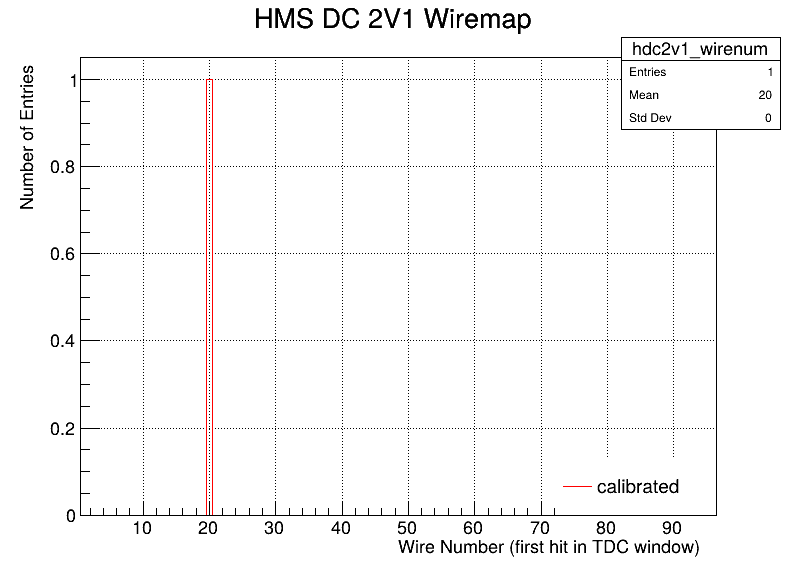 HMS DC 2V1 Wiremap
hdc2v1_wirenum
Entries 1
Mean 20
Std Dev 0
Number of Entries
1
0.8
0.6
0.4
0.2
0
calibrated
10 20 30 40 50 60 70 80 90
Wire Number (first hit in TDC window)